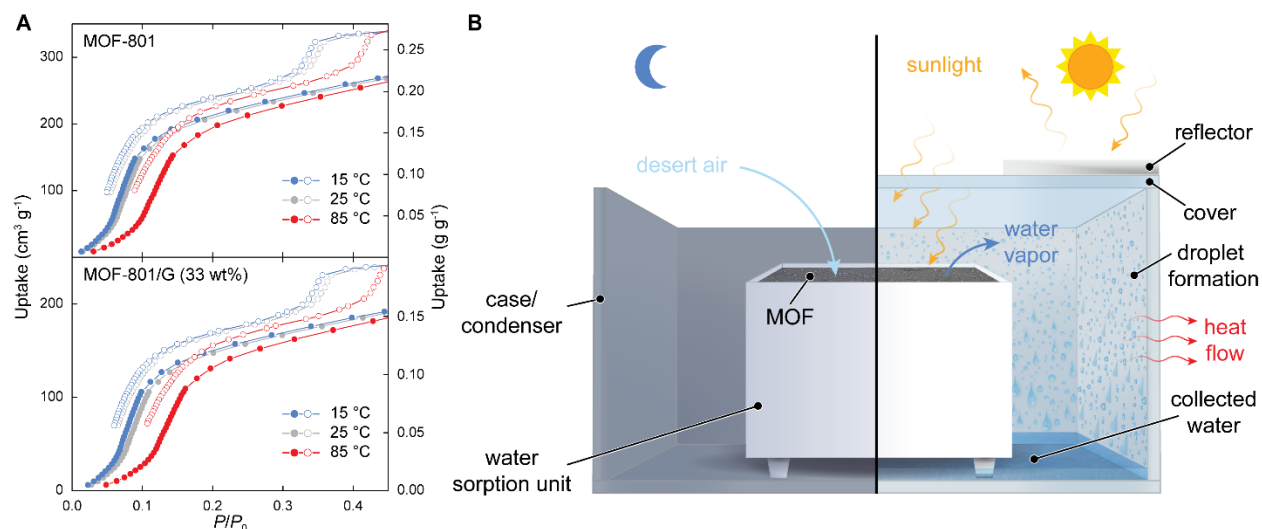 A
MOF-801
300
200
100
0.25
0.20
0.15
0.10
0.05
0.00
15 °C
25 °C
85 °C
Uptake (cm³ g⁻¹)
Uptake (g g⁻¹)
MOF-801/G (33 wt%)
200
100
0
0.15
0.10
0.05
0.00
15 °C
25 °C
85 °C
0.0 0.1 0.2 0.3 0.4
P/P₀
B
sunlight
desert air
reflector
cover
water
vapor
droplet
formation
case/
condenser
MOF
heat
flow
water
sorption unit
collected
water